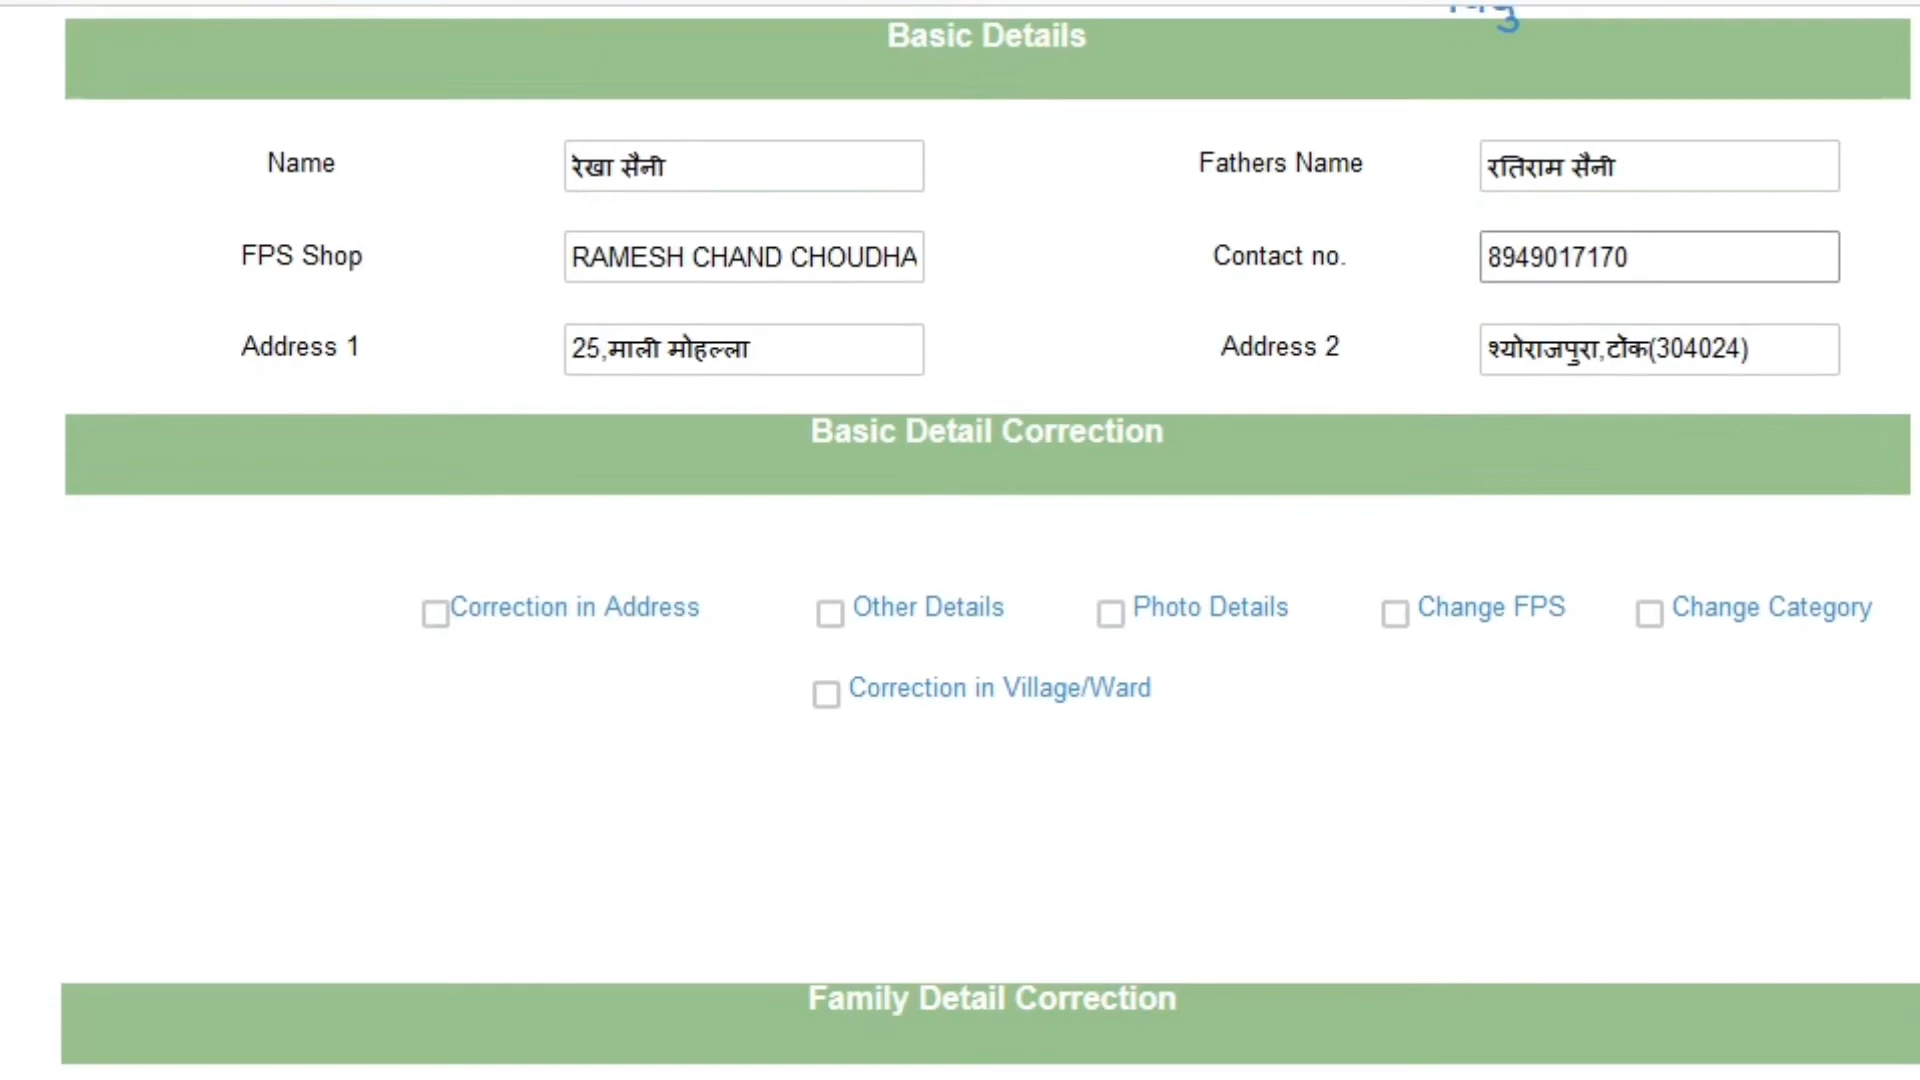 Basic Details
Name रेखा सैनी Fathers Name रतिराम सैनी
FPS Shop RAMESH CHAND CHOUDHA Contact no. 8949017170
Address 1 25,माली मोहल्ला Address 2 श्योराजपुरा,टोंक(304024)
Basic Detail Correction
Correction in Address Other Details Photo Details Change FPS Change Category
Correction in Village/Ward
Family Detail Correction